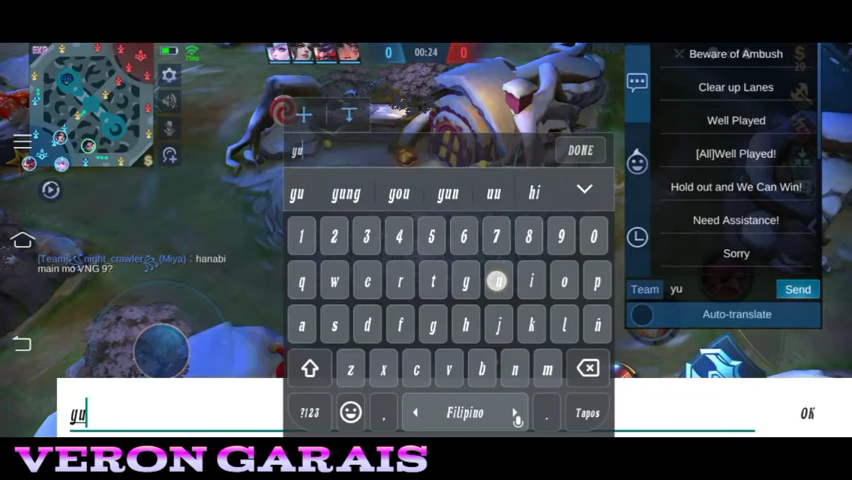 00:24
0
0
Beware of Ambush
Clear up Lanes
Well Played
[All]Well Played!
Hold out and We Can Win!
Need Assistance!
Sorry
Team yu Send
Auto-translate
yu DONE
yu yung you yun uu hi
1 2 3 4 5 6 7 8 9 0
q w e r t y u i o p
a s d f g h j k l ñ
z x c v b n m
?123 , Filipino . Tapos
[Team] night_crawler (Miya): hanabi
main mo VNG 9?
yu OK
VERON GARAIS